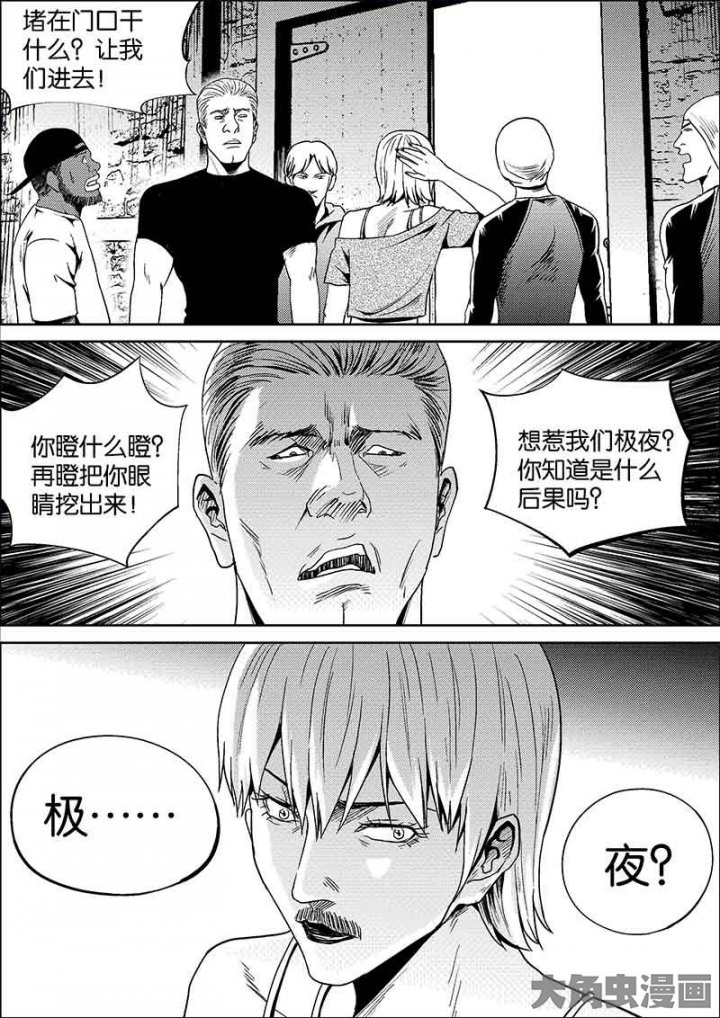 堵在门口干
什么？让我
们进去！
你瞪什么瞪？
再瞪把你眼
睛挖出来！
想惹我们极夜？
你知道是什么
后果吗？
极……
夜？
大角虫漫画